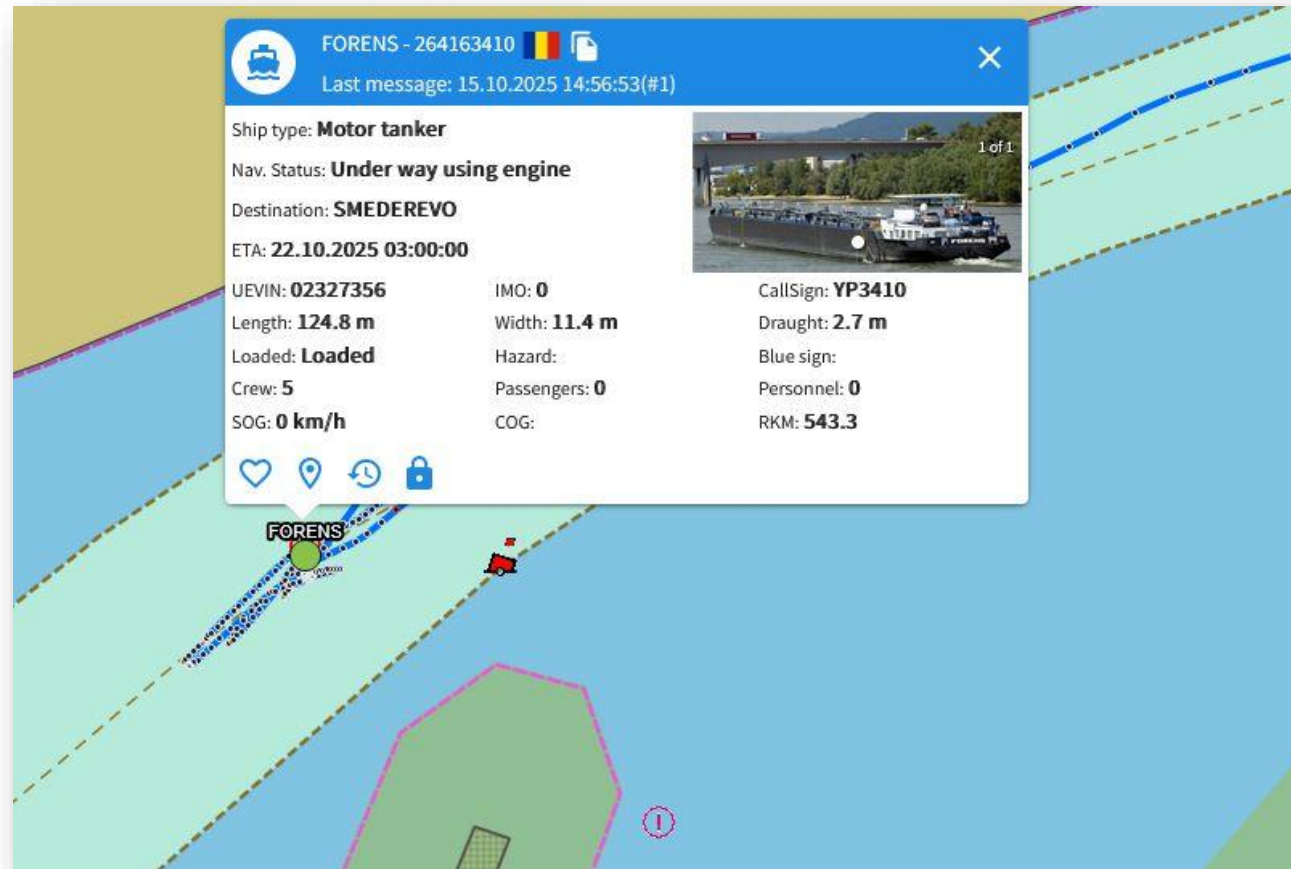 FORENS - 264163410
Last message: 15.10.2025 14:56:53(#1)
Ship type: Motor tanker
1 of 1
Nav. Status: Under way using engine
Destination: SMEDEREVO
FORENS
ETA: 22.10.2025 03:00:00
UEVIN: 02327356 IMO: 0 CallSign: YP3410
Length: 124.8 m Width: 11.4 m Draught: 2.7 m
Loaded: Loaded Hazard: Blue sign:
Crew: 5 Passengers: 0 Personnel: 0
SOG: 0 km/h COG: RKM: 543.3
FORENS